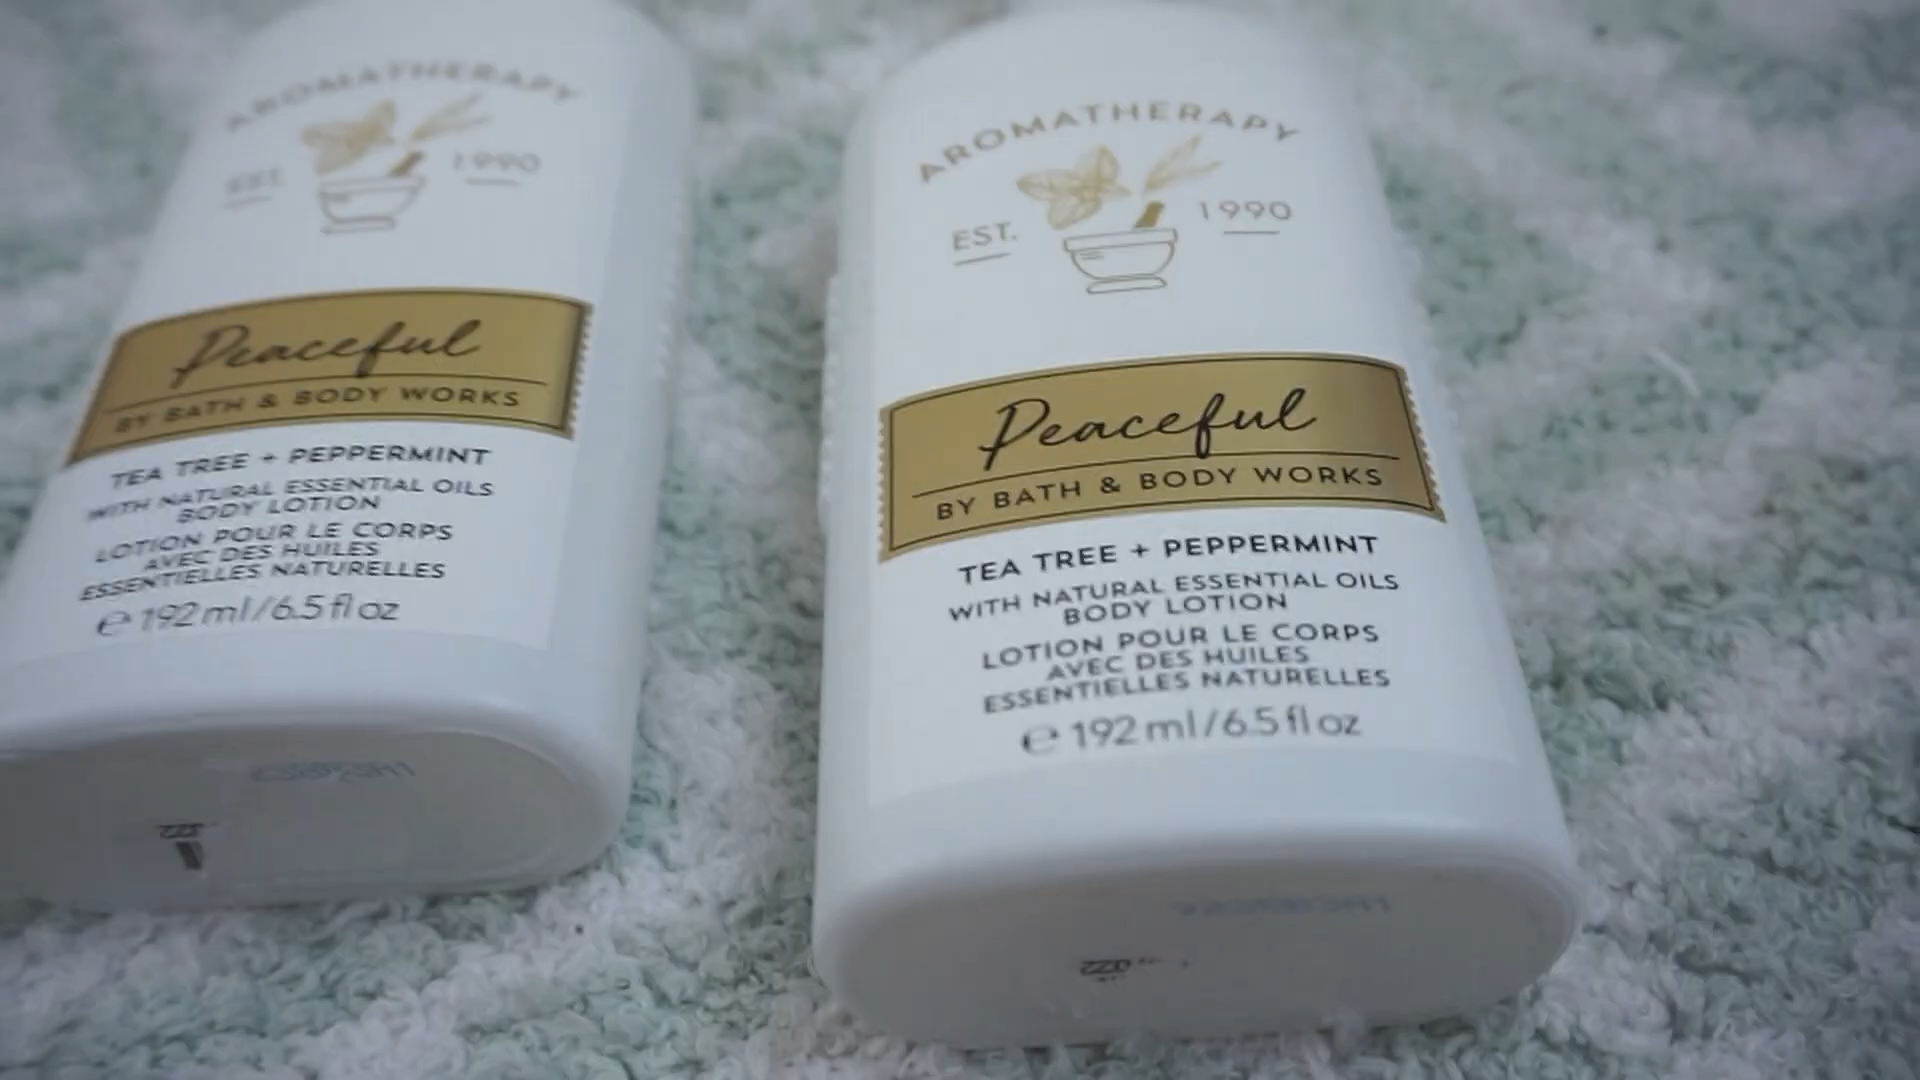 AROMATHERAPY
EST. 1990
Peaceful
BY BATH & BODY WORKS
TEA TREE + PEPPERMINT
WITH NATURAL ESSENTIAL OILS
BODY LOTION
LOTION POUR LE CORPS
AVEC DES HUILES
ESSENTIELLES NATURELLES
℮ 192 ml/6.5 fl oz
AROMATHERAPY
EST. 1990
Peaceful
BY BATH & BODY WORKS
TEA TREE + PEPPERMINT
WITH NATURAL ESSENTIAL OILS
BODY LOTION
LOTION POUR LE CORPS
AVEC DES HUILES
ESSENTIELLES NATURELLES
℮ 192 ml/6.5 fl oz